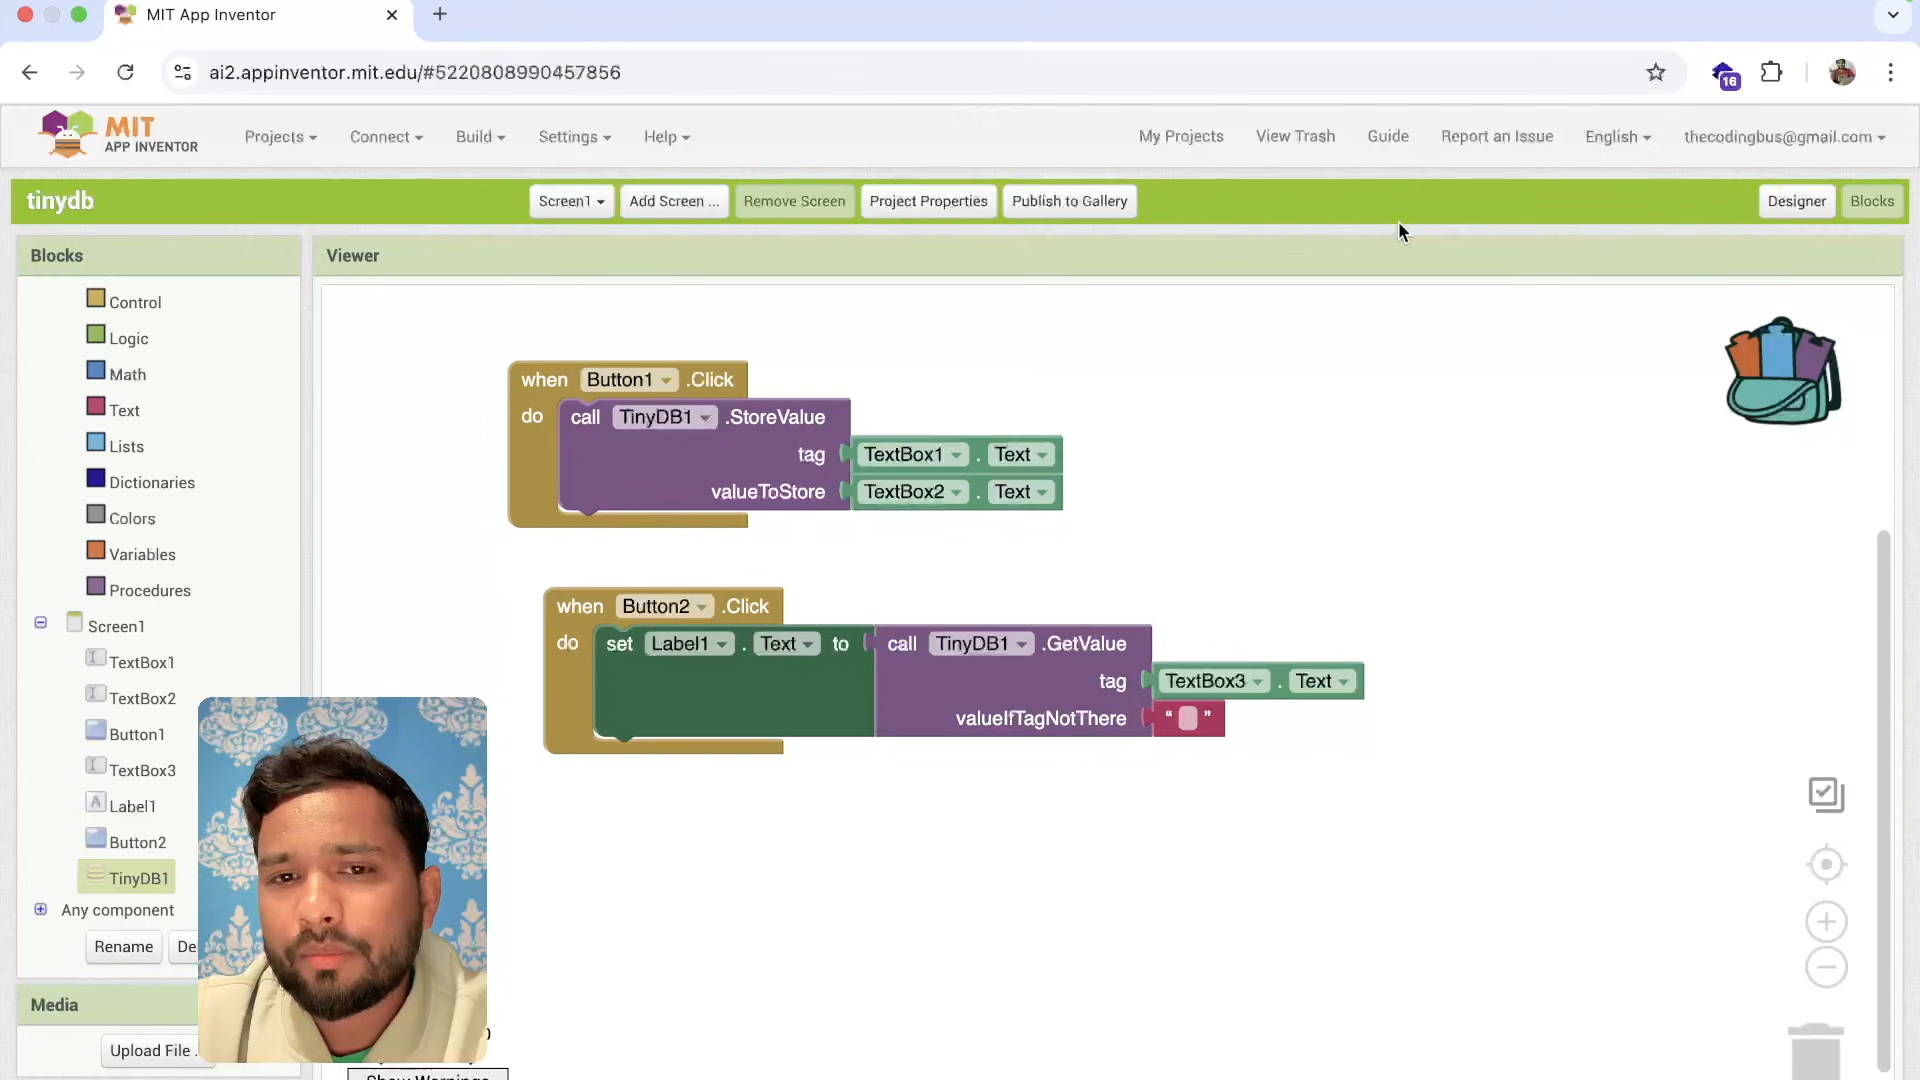 MIT App Inventor
ai2.appinventor.mit.edu/#5220808990457856
16
MIT
APP INVENTOR
Projects Connect Build Settings Help My Projects View Trash Guide Report an Issue English thecodingbus@gmail.com
tinydb Screen1 Add Screen ... Remove Screen Project Properties Publish to Gallery Designer Blocks
Blocks
Viewer
Control
Logic
Math
Text
Lists
Dictionaries
Colors
Variables
Procedures
Screen1
TextBox1
TextBox2
Button1
TextBox3
A Label1
Button2
TinyDB1
Any component
Rename
Media
Upload File
when Button1 .Click
do call TinyDB1 .StoreValue
tag TextBox1 . Text
valueToStore TextBox2 . Text
when Button2 .Click
do set Label1 . Text to call TinyDB1 .GetValue
tag TextBox3 . Text
valueIfTagNotThere “ ”
Show Warnings